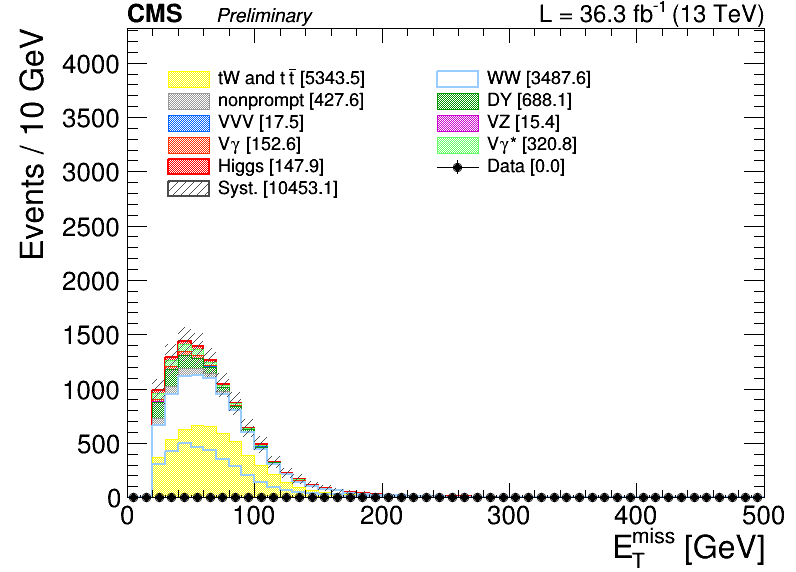 CMS Preliminary L = 36.3 fb⁻¹ (13 TeV)
Events / 10 GeV
4000
3500
3000
2500
2000
1500
1000
500
0
tW and t t̄ [5343.5]
WW [3487.6]
nonprompt [427.6]
DY [688.1]
VVV [17.5]
VZ [15.4]
Vγ [152.6]
Vγ* [320.8]
Higgs [147.9]
Data [0.0]
Syst. [10453.1]
0 100 200 300 400 500
E_T^miss [GeV]